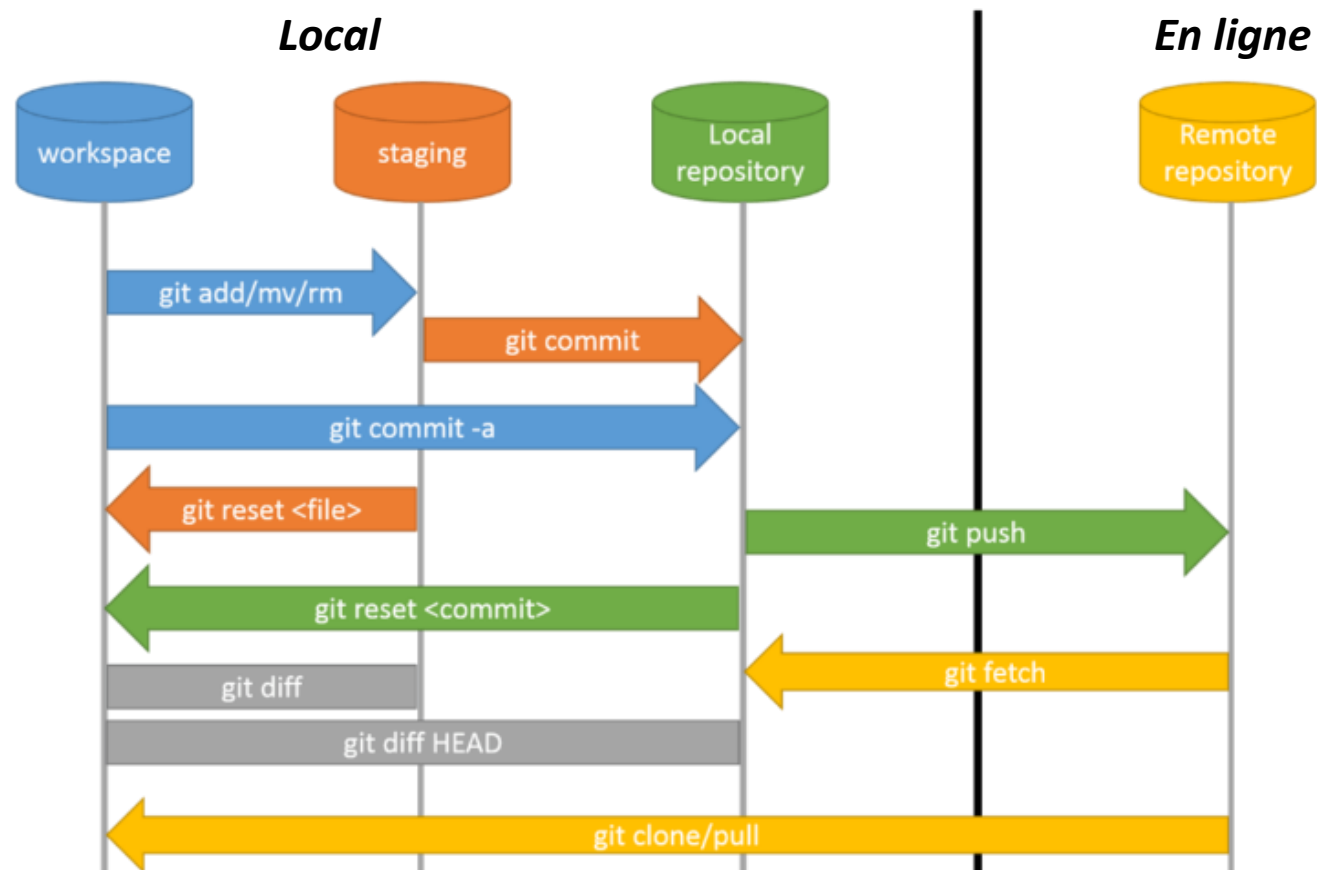 Local
En ligne
workspace
staging
Local
repository
Remote
repository
git add/mv/rm
git commit
git commit -a
git reset <file>
git push
git reset <commit>
git fetch
git diff
git diff HEAD
git clone/pull